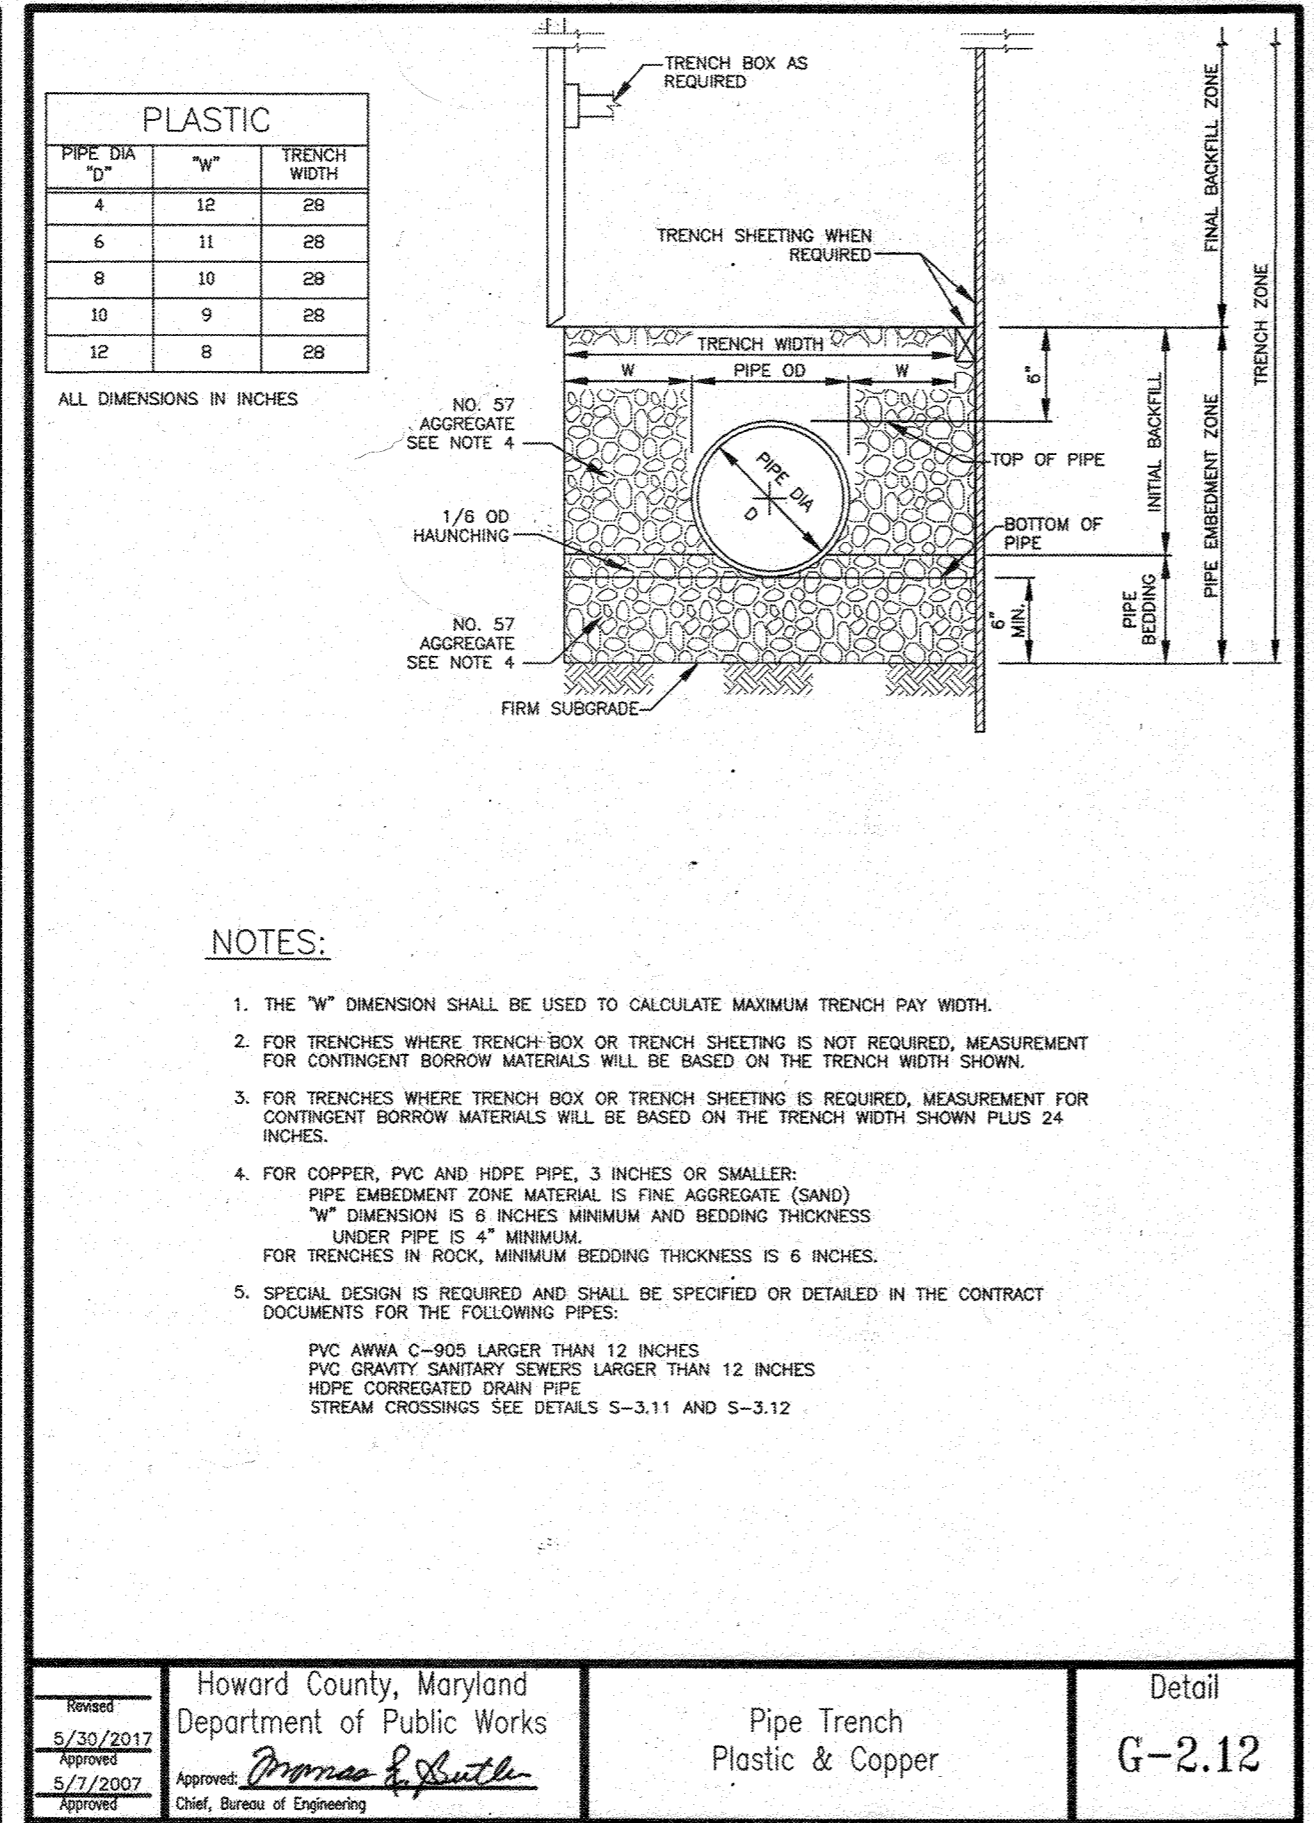 PLASTIC
PIPE DIA "D" "W" TRENCH WIDTH
4 12 28
6 11 28
8 10 28
10 9 28
12 8 28
ALL DIMENSIONS IN INCHES
TRENCH BOX AS
REQUIRED
TRENCH SHEETING WHEN
REQUIRED
TRENCH WIDTH
W
PIPE OD
W
NO. 57
AGGREGATE
SEE NOTE 4
PIPE DIA
D
TOP OF PIPE
1/6 OD
HAUNCHING
BOTTOM OF
PIPE
NO. 57
AGGREGATE
SEE NOTE 4
FIRM SUBGRADE
6"
6"
MIN.
INITIAL BACKFILL
PIPE
BEDDING
FINAL BACKFILL ZONE
PIPE EMBEDMENT ZONE
TRENCH ZONE
NOTES:
1. THE "W" DIMENSION SHALL BE USED TO CALCULATE MAXIMUM TRENCH PAY WIDTH.
2. FOR TRENCHES WHERE TRENCH BOX OR TRENCH SHEETING IS NOT REQUIRED, MEASUREMENT
FOR CONTINGENT BORROW MATERIALS WILL BE BASED ON THE TRENCH WIDTH SHOWN.
3. FOR TRENCHES WHERE TRENCH BOX OR TRENCH SHEETING IS REQUIRED, MEASUREMENT FOR
CONTINGENT BORROW MATERIALS WILL BE BASED ON THE TRENCH WIDTH SHOWN PLUS 24
INCHES.
4. FOR COPPER, PVC AND HDPE PIPE, 3 INCHES OR SMALLER:
PIPE EMBEDMENT ZONE MATERIAL IS FINE AGGREGATE (SAND)
"W" DIMENSION IS 6 INCHES MINIMUM AND BEDDING THICKNESS
UNDER PIPE IS 4" MINIMUM.
FOR TRENCHES IN ROCK, MINIMUM BEDDING THICKNESS IS 6 INCHES.
5. SPECIAL DESIGN IS REQUIRED AND SHALL BE SPECIFIED OR DETAILED IN THE CONTRACT
DOCUMENTS FOR THE FOLLOWING PIPES:
PVC AWWA C-905 LARGER THAN 12 INCHES
PVC GRAVITY SANITARY SEWERS LARGER THAN 12 INCHES
HDPE CORREGATED DRAIN PIPE
STREAM CROSSINGS SEE DETAILS S-3.11 AND S-3.12
Revised
5/30/2017
Approved
5/7/2007
Approved
Howard County, Maryland
Department of Public Works
Approved: Thomas E. Butler
Chief, Bureau of Engineering
Pipe Trench
Plastic & Copper
Detail
G-2.12